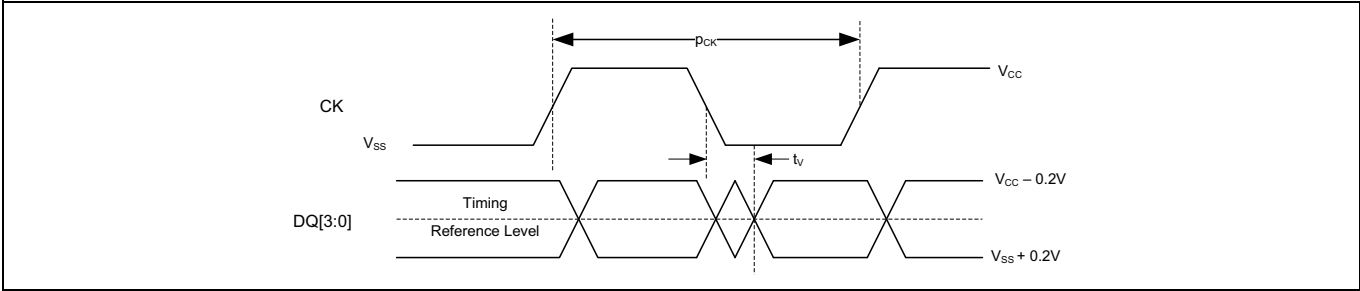 pCK
VCC
CK
VSS
tV
VCC – 0.2V
Timing
DQ[3:0]
Reference Level
VSS + 0.2V